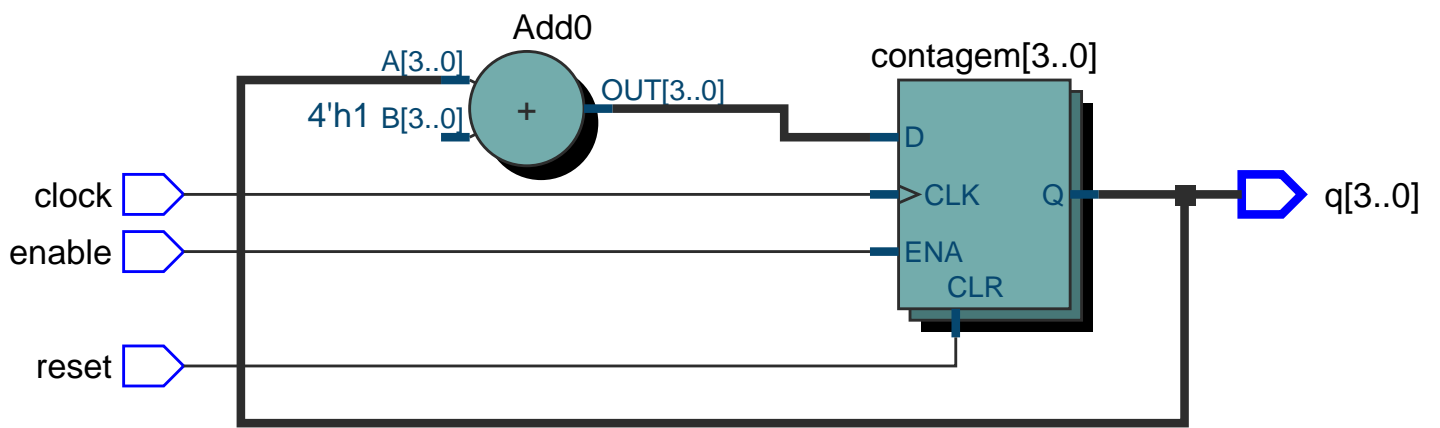 Add0
contagem[3..0]
A[3..0]
OUT[3..0]
4'h1 B[3..0]
+
D
clock
CLK
Q
q[3..0]
enable
ENA
CLR
reset